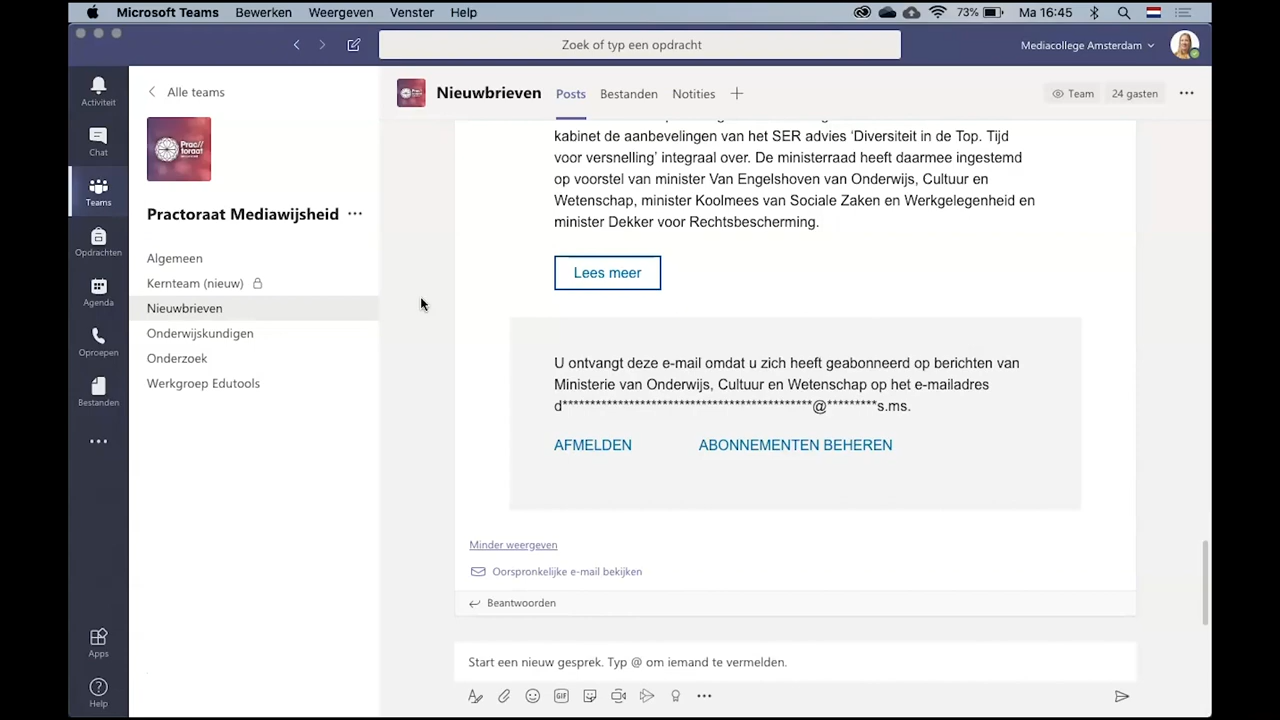 Microsoft Teams Bewerken Weergeven Venster Help 73% Ma 16:45
Zoek of typ een opdracht
Mediacollege Amsterdam
Activiteit
Chat
Teams
Opdrachten
Agenda
Oproepen
Bestanden
Apps
Help
Alle teams
Prac//
toraat
Practoraat Mediawijsheid
Algemeen
Kernteam (nieuw)
Nieuwbrieven
Onderwijskundigen
Onderzoek
Werkgroep Edutools
Nieuwbrieven Posts Bestanden Notities Team 24 gasten
kabinet de aanbevelingen van het SER advies ‘Diversiteit in de Top. Tijd
voor versnelling’ integraal over. De ministerraad heeft daarmee ingestemd
op voorstel van minister Van Engelshoven van Onderwijs, Cultuur en
Wetenschap, minister Koolmees van Sociale Zaken en Werkgelegenheid en
minister Dekker voor Rechtsbescherming.
Lees meer
U ontvangt deze e-mail omdat u zich heeft geabonneerd op berichten van
Ministerie van Onderwijs, Cultuur en Wetenschap op het e-mailadres
d******************************************@*********s.ms.
AFMELDEN ABONNEMENTEN BEHEREN
Minder weergeven
Oorspronkelijke e-mail bekijken
Beantwoorden
Start een nieuw gesprek. Typ @ om iemand te vermelden.
GIF